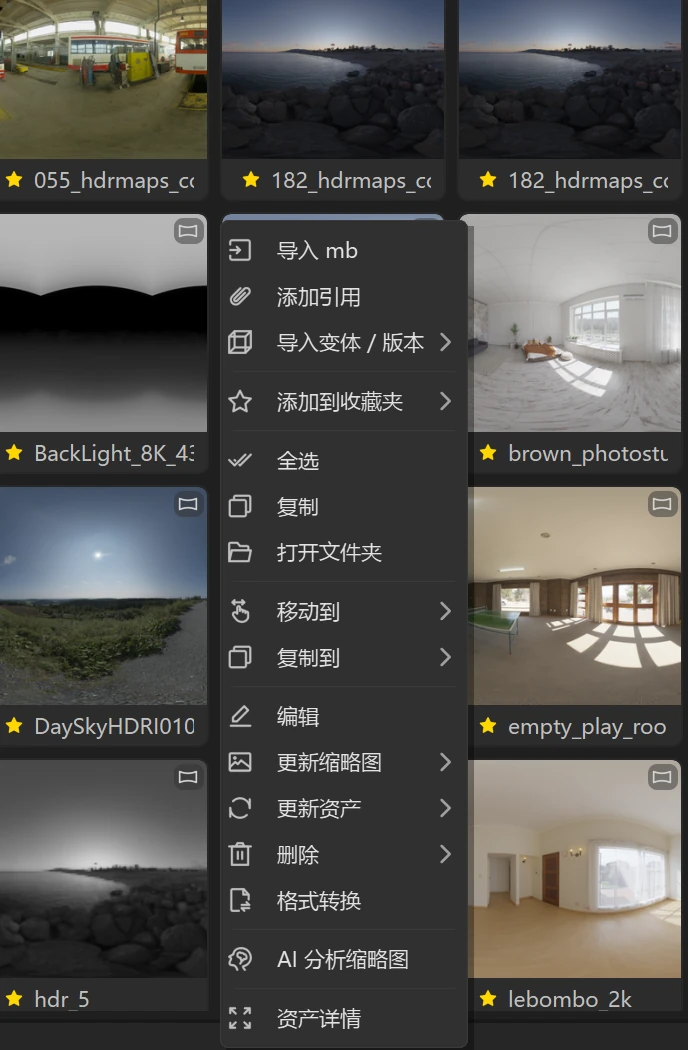 055_hdrmaps_cc
182_hdrmaps_cc
182_hdrmaps_cc
导入 mb
添加引用
导入变体 / 版本
添加到收藏夹
全选
复制
打开文件夹
移动到
复制到
编辑
更新缩略图
更新资产
删除
格式转换
AI 分析缩略图
资产详情
BackLight_8K_43
brown_photostu
DaySkyHDRI010
empty_play_roo
hdr_5
lebombo_2k